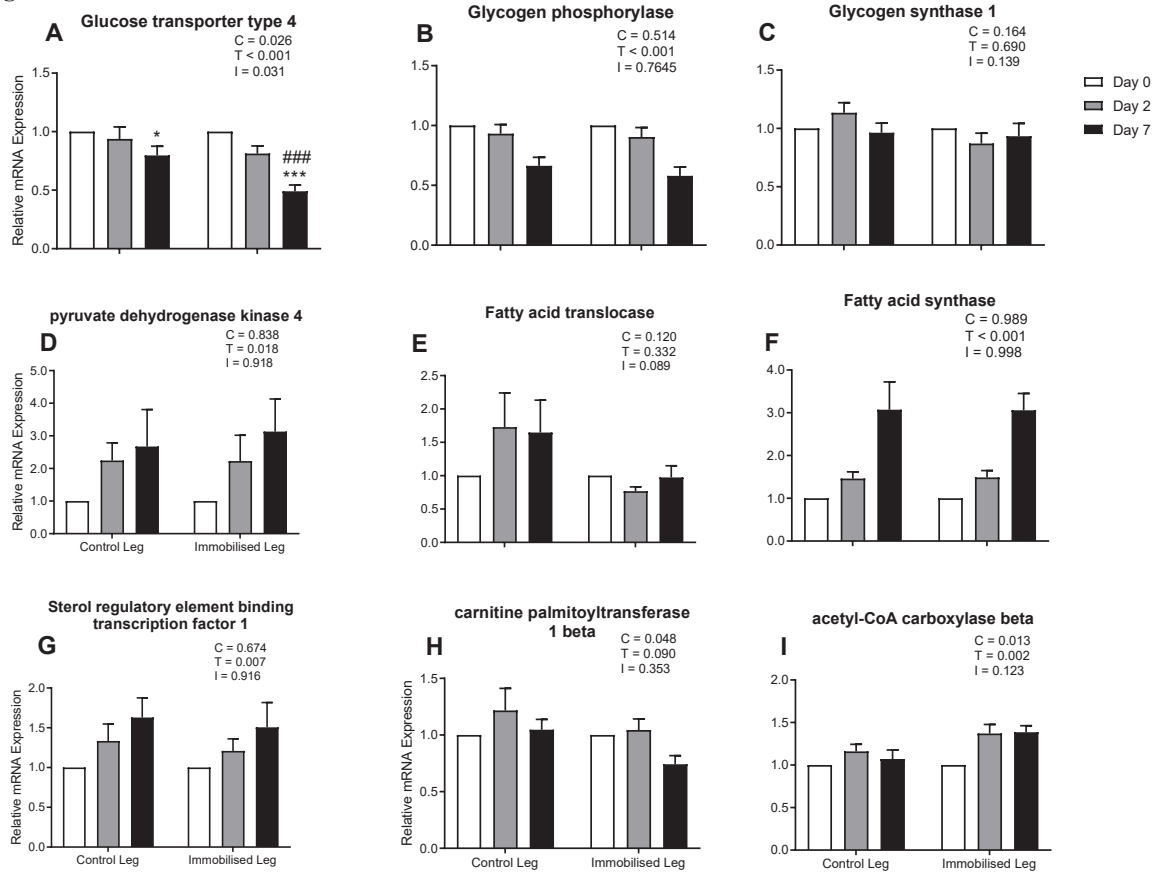 Glucose transporter type 4
A
C = 0.026
T < 0.001
I = 0.031
Relative mRNA Expression
1.5
1.0
0.5
0.0
*
###
***
Glycogen phosphorylase
B
C = 0.514
T < 0.001
I = 0.7645
1.5
1.0
0.5
0.0
Glycogen synthase 1
C
C = 0.164
T = 0.690
I = 0.139
1.5
1.0
0.5
0.0
Day 0
Day 2
Day 7
pyruvate dehydrogenase kinase 4
D
C = 0.838
T = 0.018
I = 0.918
Relative mRNA Expression
5.0
4.0
3.0
2.0
1.0
0.0
Control Leg
Immobilised Leg
Fatty acid translocase
E
C = 0.120
T = 0.332
I = 0.089
2.5
2.0
1.5
1.0
0.5
0.0
Fatty acid synthase
F
C = 0.989
T < 0.001
I = 0.998
4.0
3.0
2.0
1.0
0.0
Sterol regulatory element binding
transcription factor 1
G
C = 0.674
T = 0.007
I = 0.916
Relative mRNA Expression
2.0
1.5
1.0
0.5
0.0
Control Leg
Immobilised Leg
carnitine palmitoyltransferase
1 beta
H
C = 0.048
T = 0.090
I = 0.353
Relative mRNA Expression
1.5
1.0
0.5
0.0
Control Leg
Immobilised Leg
acetyl-CoA carboxylase beta
I
C = 0.013
T = 0.002
I = 0.123
2.0
1.5
1.0
0.5
0.0
Control Leg
Immobilised Leg